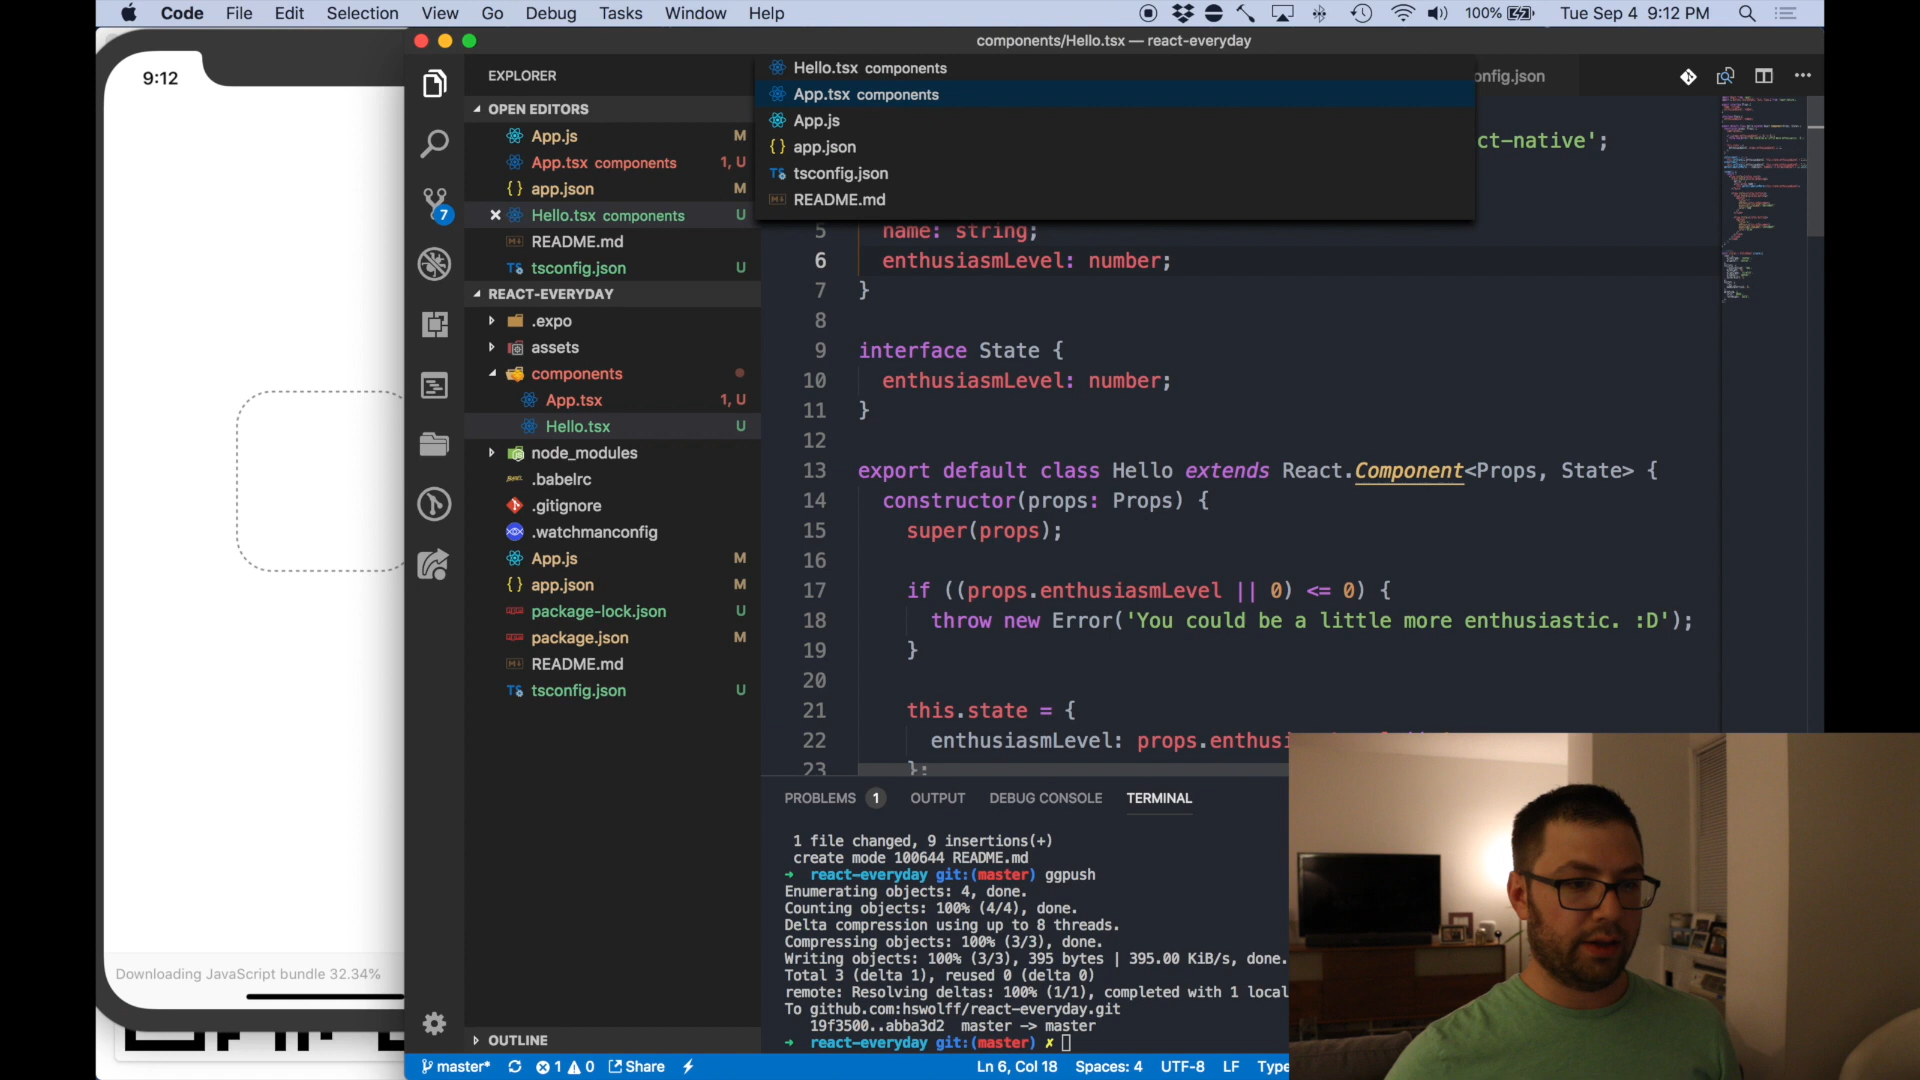 Code File Edit Selection View Go Debug Tasks Window Help
100% Tue Sep 4 9:12 PM
9:12
Downloading JavaScript bundle 32.34%
components/Hello.tsx — react-everyday
EXPLORER
OPEN EDITORS
App.js M
App.tsx components 1, U
{} app.json M
Hello.tsx components U
README.md
TS tsconfig.json U
7
REACT-EVERYDAY
.expo
assets
components
App.tsx 1, U
Hello.tsx U
node_modules
.babelrc
.gitignore
.watchmanconfig
App.js M
{} app.json M
package-lock.json U
package.json M
README.md
TS tsconfig.json U
OUTLINE
Hello.tsx components
App.tsx components
App.js
{} app.json
TS tsconfig.json
README.md
nfig.json
ct-native';
5 name: string;
6 enthusiasmLevel: number;
7 }
8
9 interface State {
10 enthusiasmLevel: number;
11 }
12
13 export default class Hello extends React.Component<Props, State> {
14 constructor(props: Props) {
15 super(props);
16
17 if ((props.enthusiasmLevel || 0) <= 0) {
18 throw new Error('You could be a little more enthusiastic. :D');
19 }
20
21 this.state = {
22 enthusiasmLevel: props.enthusi
23 };
PROBLEMS 1 OUTPUT DEBUG CONSOLE TERMINAL
1 file changed, 9 insertions(+)
create mode 100644 README.md
➜ react-everyday git:(master) ggpush
Enumerating objects: 4, done.
Counting objects: 100% (4/4), done.
Delta compression using up to 8 threads.
Compressing objects: 100% (3/3), done.
Writing objects: 100% (3/3), 395 bytes | 395.00 KiB/s, done.
Total 3 (delta 1), reused 0 (delta 0)
remote: Resolving deltas: 100% (1/1), completed with 1 local
To github.com:hswolff/react-everyday.git
19f3500..abba3d2 master -> master
➜ react-everyday git:(master) ✗
master* 1 0 Share Ln 6, Col 18 Spaces: 4 UTF-8 LF Type